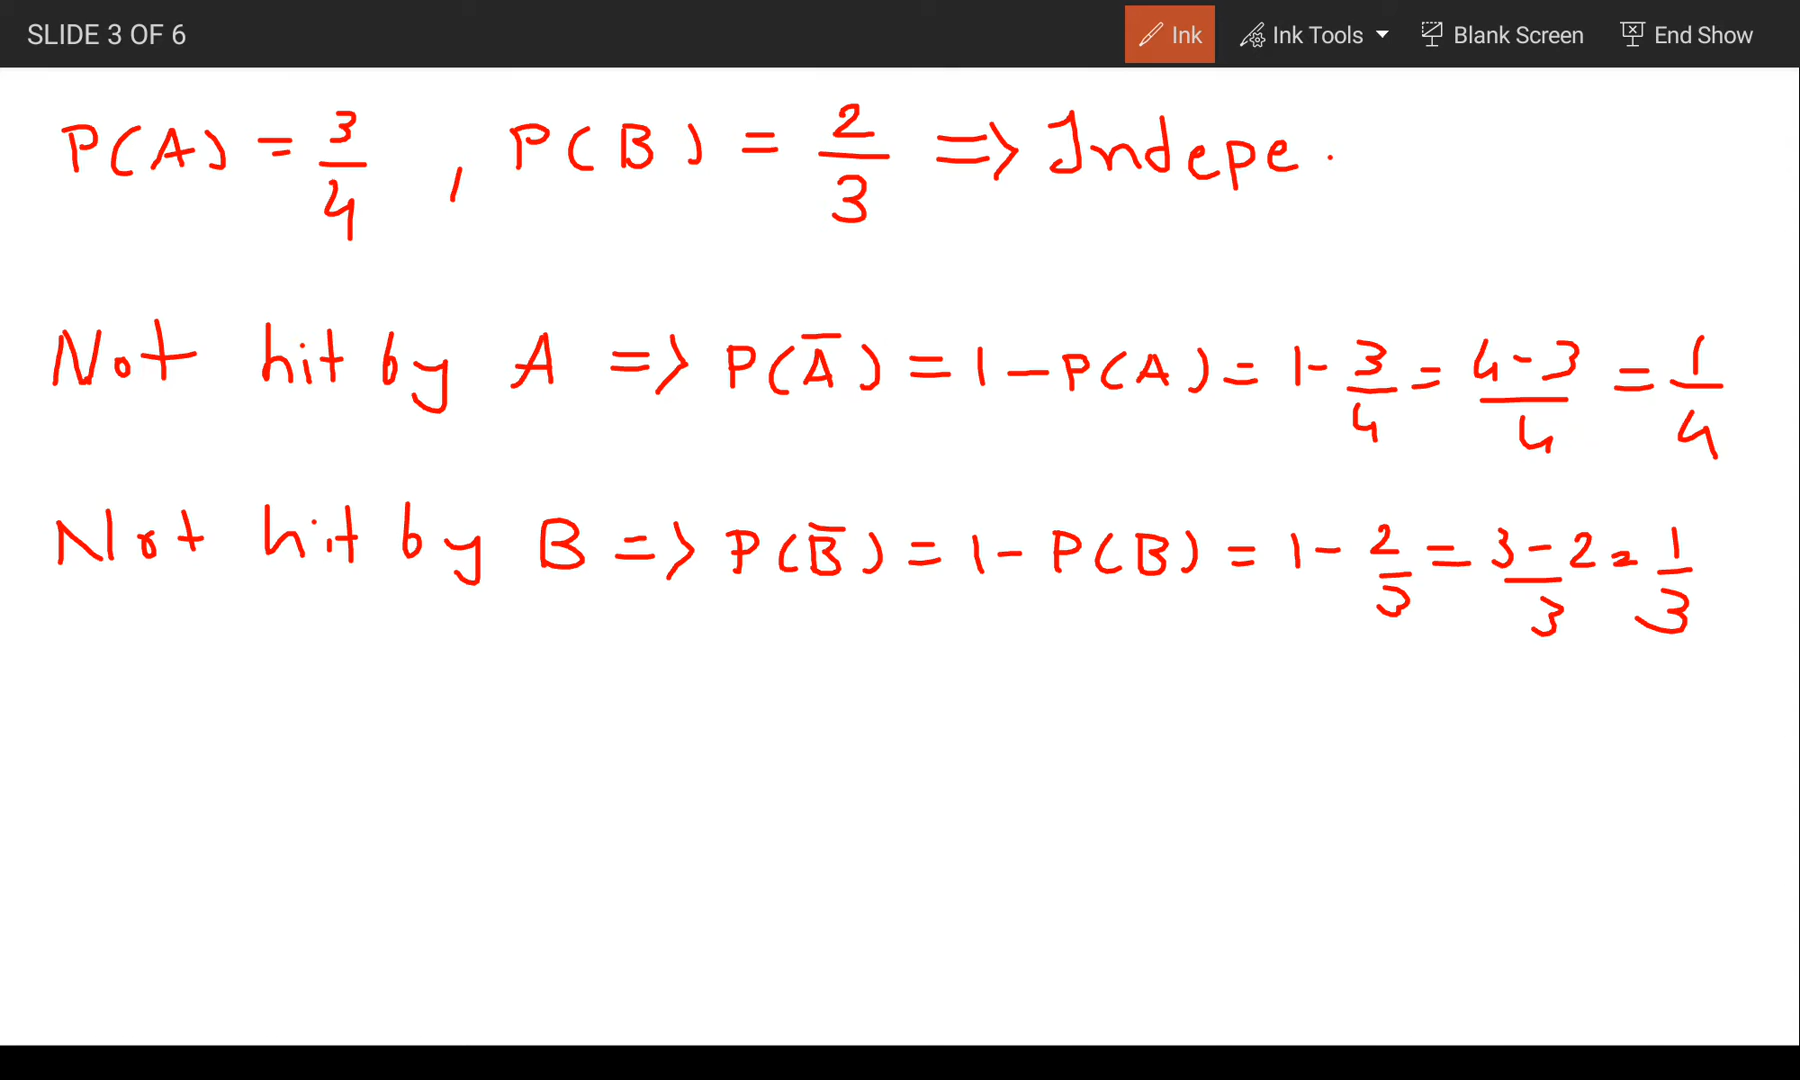 SLIDE 3 OF 6 Ink Ink Tools Blank Screen End Show
P(A) = 3/4 , P(B) = 2/3 => Indepe.
Not hit by A => P(A̅) = 1 - P(A) = 1 - 3/4 = 4-3/4 = 1/4
Not hit by B => P(B̅) = 1 - P(B) = 1 - 2/3 = 3-2/3 = 1/3